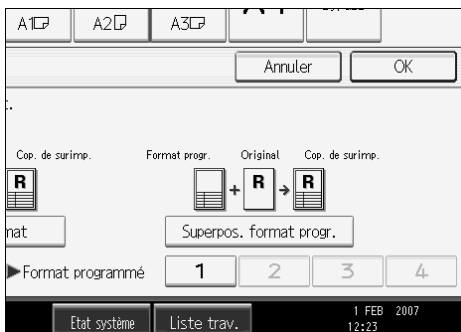 A1 A2 A3
Annuler OK
Cop. de surimp. Format progr. Original Cop. de surimp.
R + R → R
Superpos. format progr.
►Format programmé 1 2 3 4
Etat système Liste trav. 1 FEB 2007
12:23